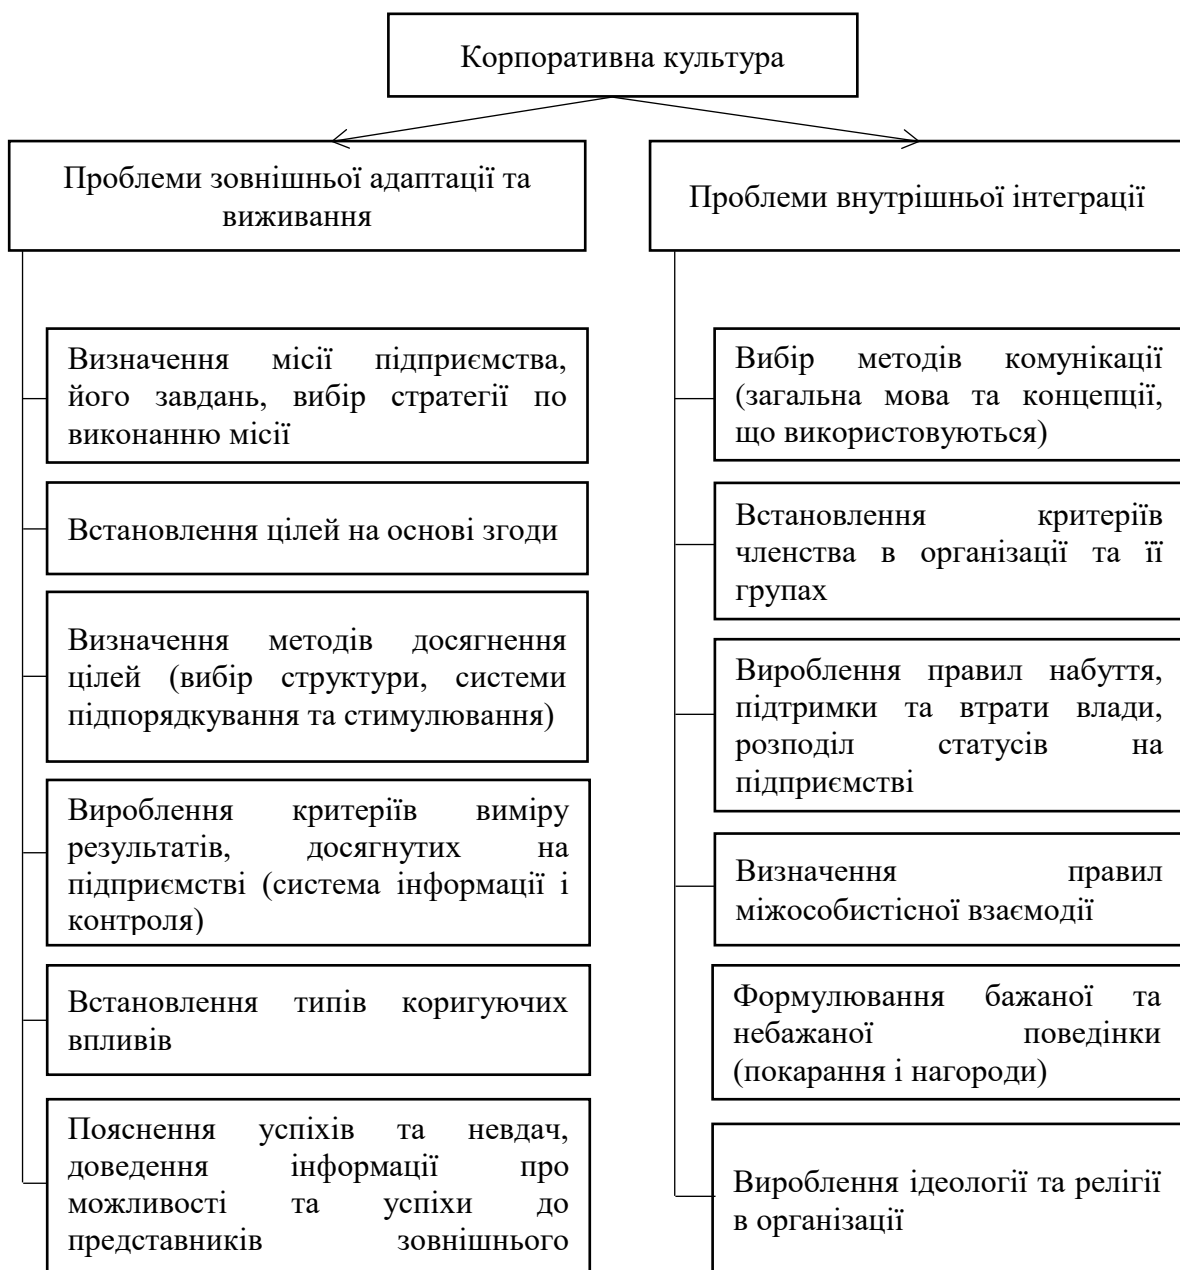 Корпоративна культура
Проблеми зовнішньої адаптації та
виживання
Проблеми внутрішньої інтеграції
Визначення місії підприємства,
його завдань, вибір стратегії по
виконанню місії
Встановлення цілей на основі згоди
Визначення методів досягнення
цілей (вибір структури, системи
підпорядкування та стимулювання)
Вироблення критеріїв виміру
результатів, досягнутих на
підприємстві (система інформації і
контроля)
Встановлення типів коригуючих
впливів
Пояснення успіхів та невдач,
доведення інформації про
можливості та успіхи до
представників зовнішнього
Вибір методів комунікації
(загальна мова та концепції,
що використовуються)
Встановлення критеріїв
членства в організації та її
групах
Вироблення правил набуття,
підтримки та втрати влади,
розподіл статусів на
підприємстві
Визначення правил
міжособистісної взаємодії
Формулювання бажаної та
небажаної поведінки
(покарання і нагороди)
Вироблення ідеології та релігії
в організації